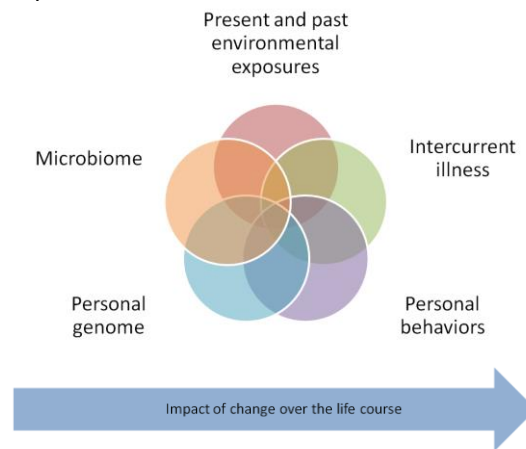 Present and past
environmental
exposures
Microbiome
Intercurrent
illness
Personal
genome
Personal
behaviors
Impact of change over the life course